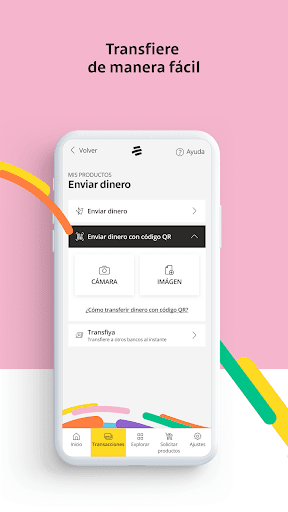 Transfiere
de manera fácil
Volver
Ayuda
MIS PRODUCTOS
Enviar dinero
Enviar dinero
Enviar dinero con código QR
CÁMARA
IMÁGEN
¿Cómo transferir dinero con código QR?
Transfiya
Transfiere a otros bancos al instante
Inicio
Transacciones
Explorar
Solicitar
productos
Ajustes